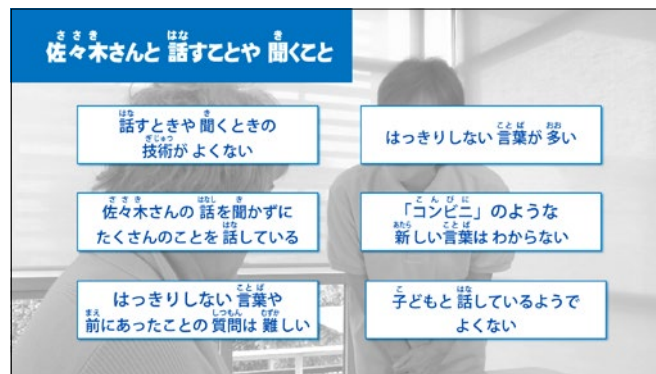 佐々木さんと 話すことや 聞くこと
話すときや 聞くときの
技術が よくない
佐々木さんの 話を聞かずに
たくさんのことを 話している
はっきりしない 言葉や
前にあったことの 質問は 難しい
はっきりしない 言葉が 多い
「コンビニ」のような
新しい言葉は わからない
子どもと 話しているようで
よくない